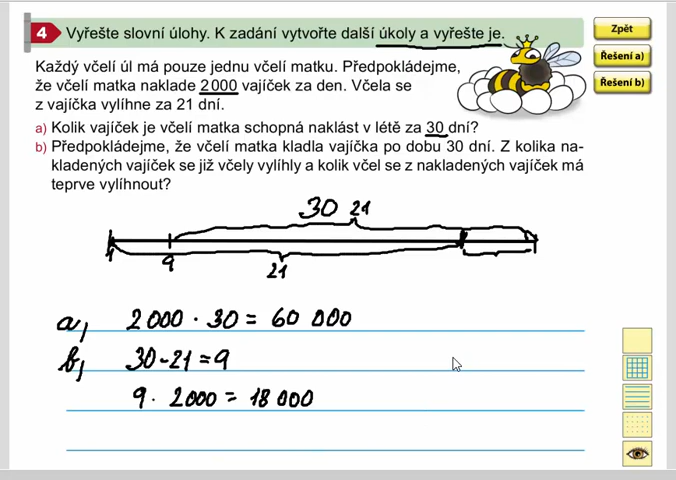 4 Vyřešte slovní úlohy. K zadání vytvořte další úkoly a vyřešte je.
Zpět
Řešení a)
Řešení b)
Každý včelí úl má pouze jednu včelí matku. Předpokládejme,
že včelí matka naklade 2 000 vajíček za den. Včela se
z vajíčka vylíhne za 21 dní.
a) Kolik vajíček je včelí matka schopná naklást v létě za 30 dní?
b) Předpokládejme, že včelí matka kladla vajíčka po dobu 30 dní. Z kolika na-
kladených vajíček se již včely vylíhly a kolik včel se z nakladených vajíček má
teprve vylíhnout?
30 21
9 21
a) 2 000 · 30 = 60 000
b) 30 - 21 = 9
9 · 2000 = 18 000